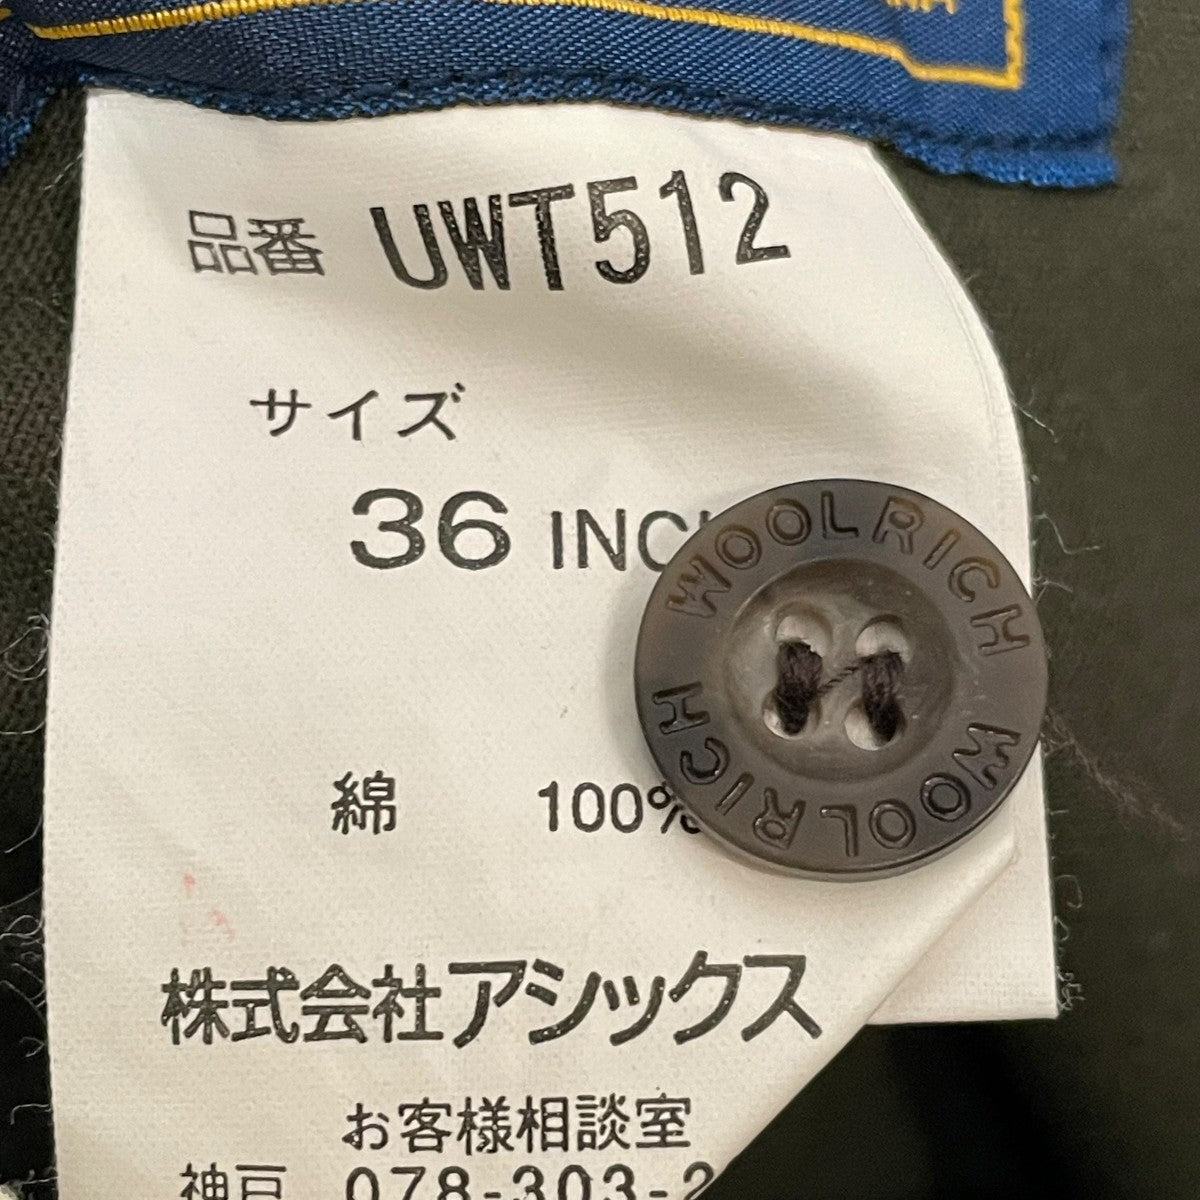 品番 UWT512
サイズ
36 INC
WOOLRICH WOOLRICH
綿 100%
株式会社アシックス
お客様相談室
神戸 078-303-2